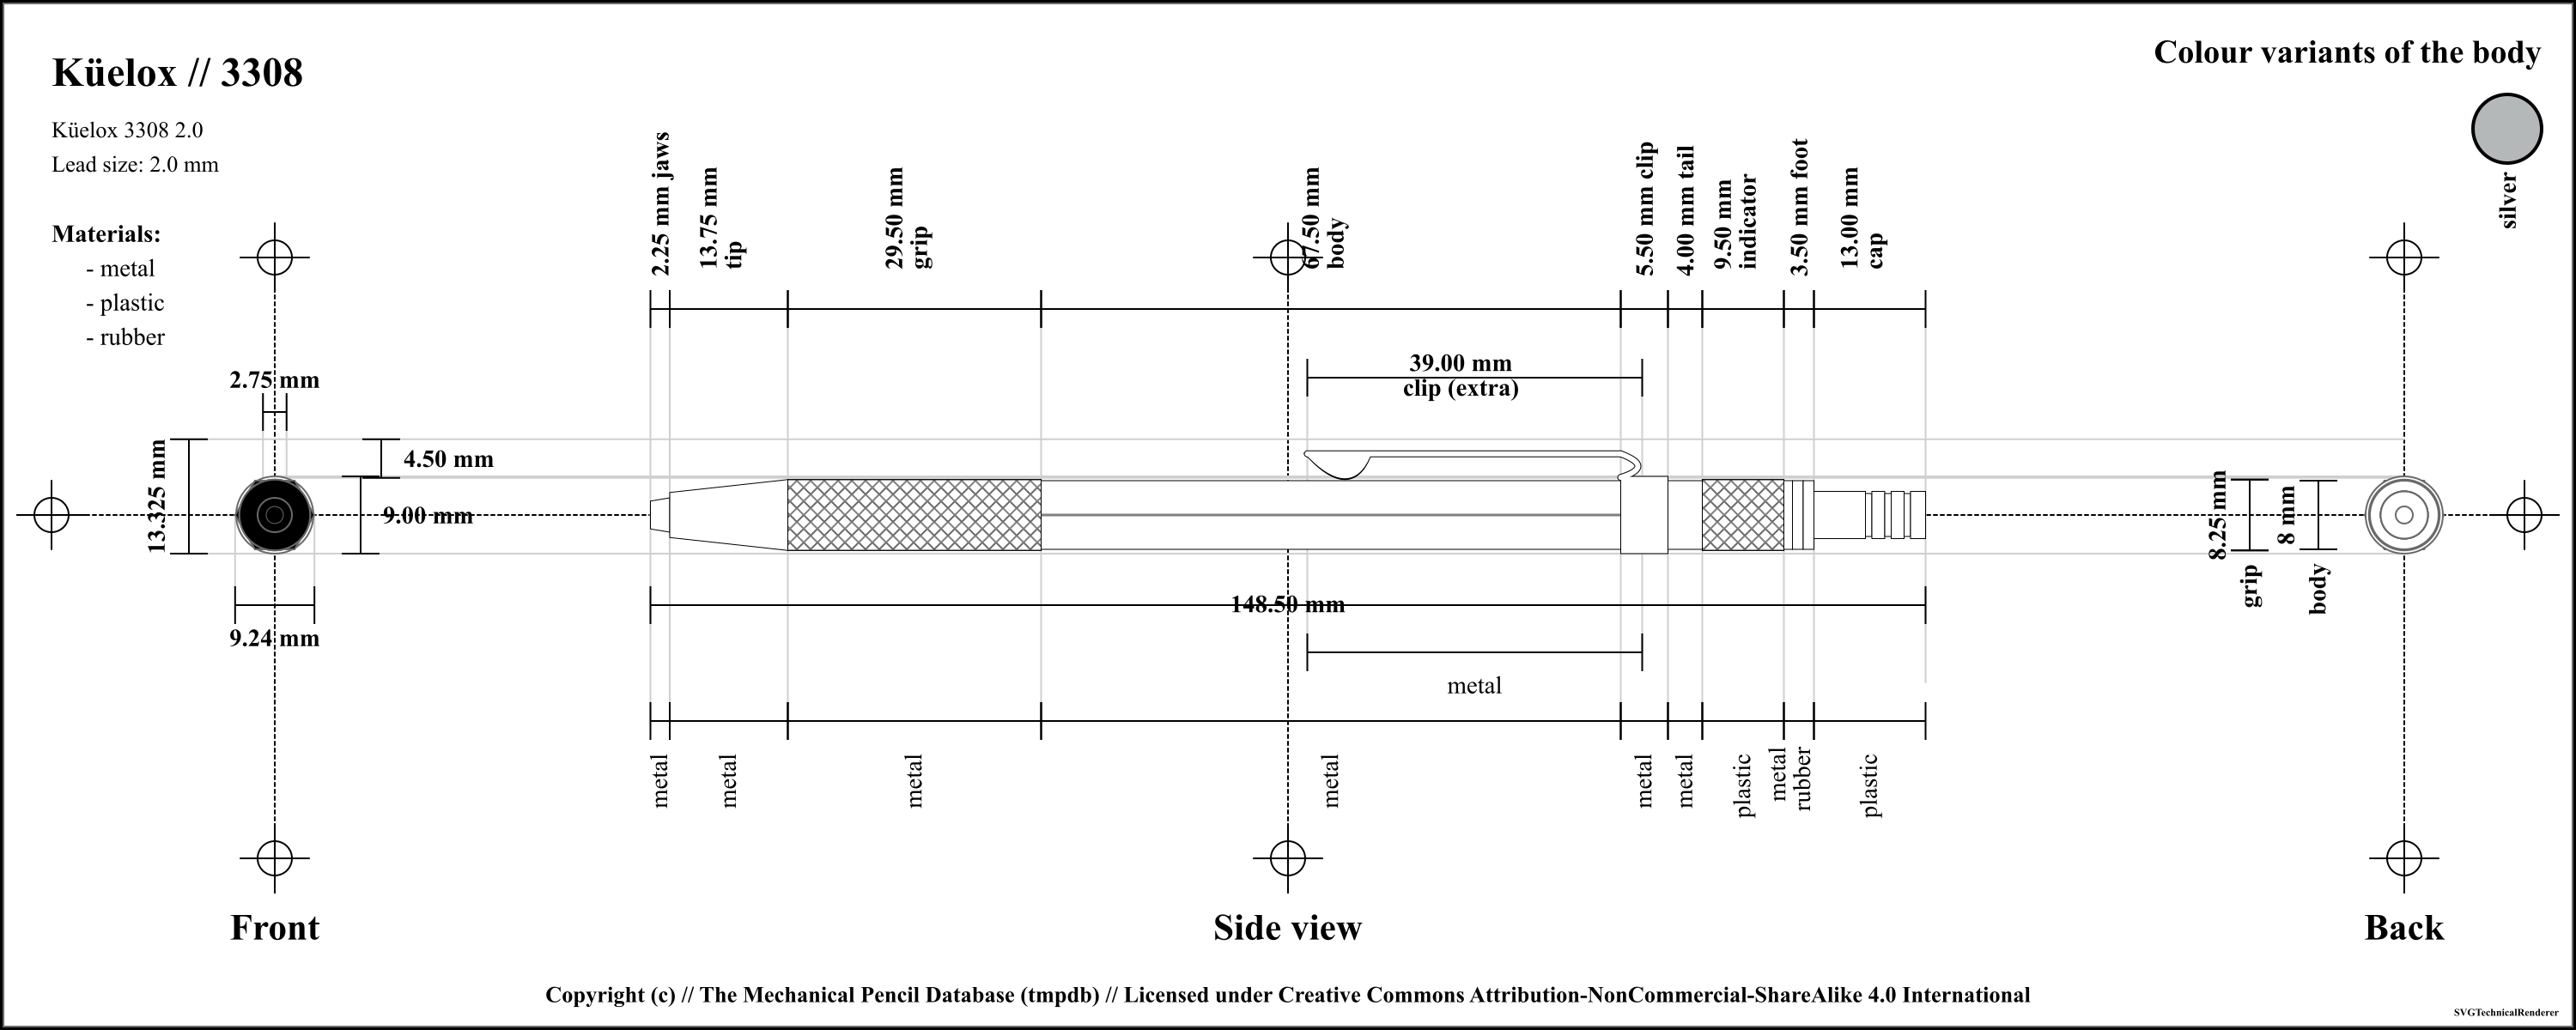 Küelox // 3308
Colour variants of the body
Küelox 3308 2.0
Lead size: 2.0 mm
silver
Materials:
- metal
- plastic
- rubber
2.25 mm jaws
13.75 mm
tip
29.50 mm
grip
67.50 mm
body
5.50 mm clip
4.00 mm tail
9.50 mm
indicator
3.50 mm foot
13.00 mm
cap
39.00 mm
clip (extra)
2.75 mm
13.325 mm
4.50 mm
9.00 mm
9.24 mm
148.50 mm
8.25 mm
grip
8 mm
body
metal
metal
metal
metal
metal
metal
metal
plastic
metal
rubber
plastic
Front
Side view
Back
Copyright (c) // The Mechanical Pencil Database (tmpdb) // Licensed under Creative Commons Attribution-NonCommercial-ShareAlike 4.0 International
SVGTechnicalRenderer